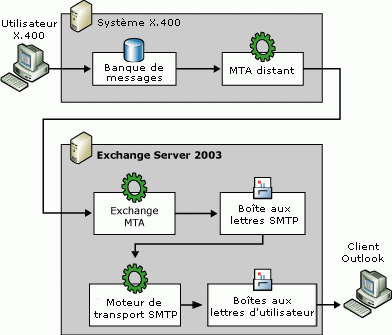 Utilisateur
X.400
Système X.400
Banque de
messages
MTA distant
Exchange Server 2003
Exchange
MTA
Boîte aux
lettres SMTP
Client
Outlook
Moteur de
transport SMTP
Boîtes aux
lettres d'utilisateur